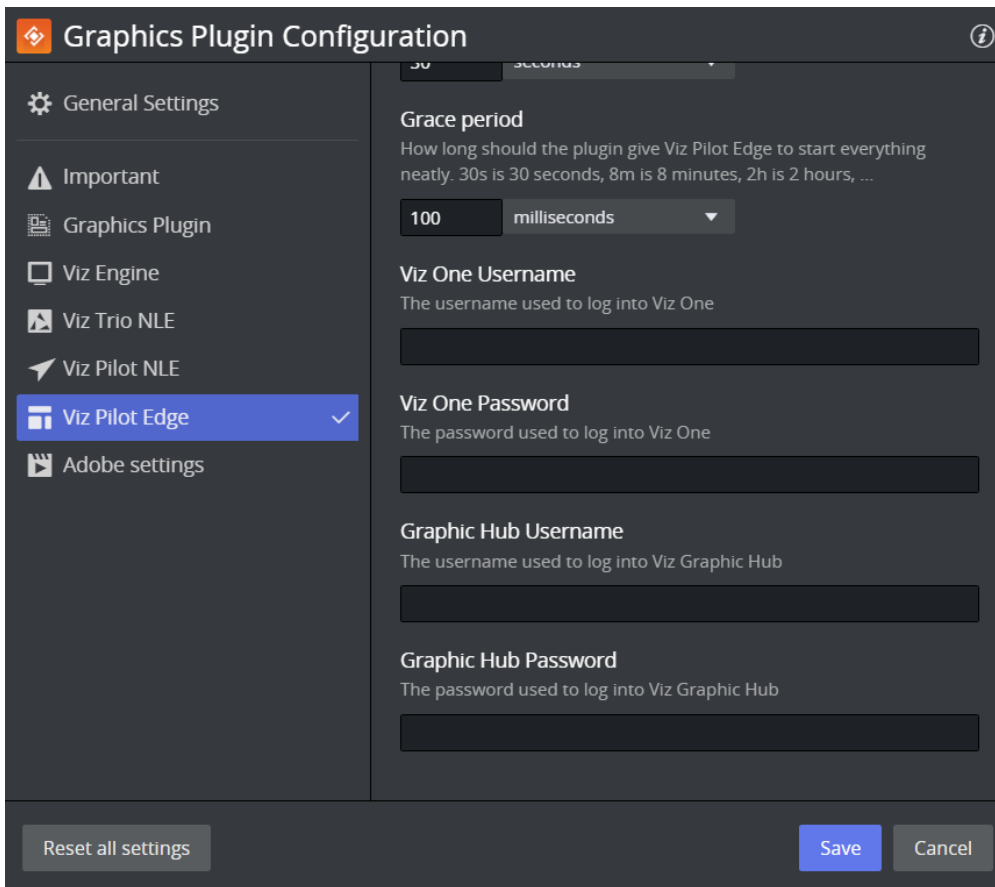 Graphics Plugin Configuration
General Settings
Important
Graphics Plugin
Viz Engine
Viz Trio NLE
Viz Pilot NLE
Viz Pilot Edge
Adobe settings
30 seconds
Grace period
How long should the plugin give Viz Pilot Edge to start everything
neatly. 30s is 30 seconds, 8m is 8 minutes, 2h is 2 hours, ...
100 milliseconds
Viz One Username
The username used to log into Viz One
Viz One Password
The password used to log into Viz One
Graphic Hub Username
The username used to log into Viz Graphic Hub
Graphic Hub Password
The password used to log into Viz Graphic Hub
Reset all settings
Save
Cancel